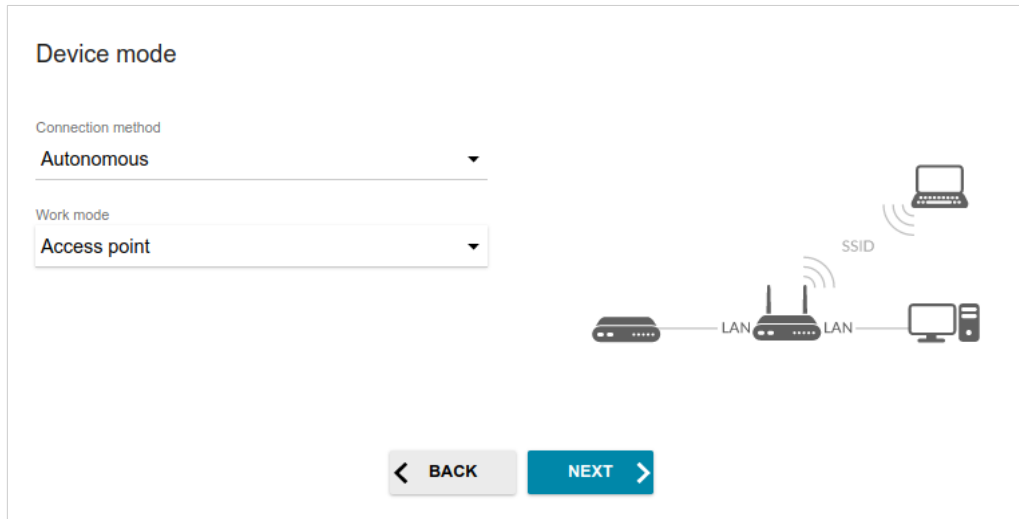 Device mode
Connection method
Autonomous
Work mode
Access point
SSID
LAN LAN
BACK NEXT